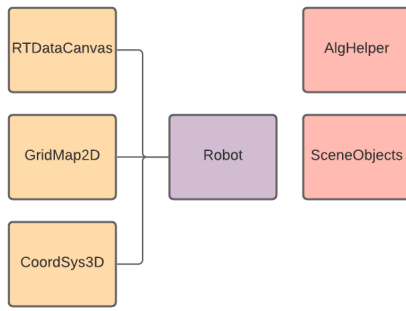 RTDataCanvas
AlgHelper
GridMap2D
Robot
SceneObjects
CoordSys3D